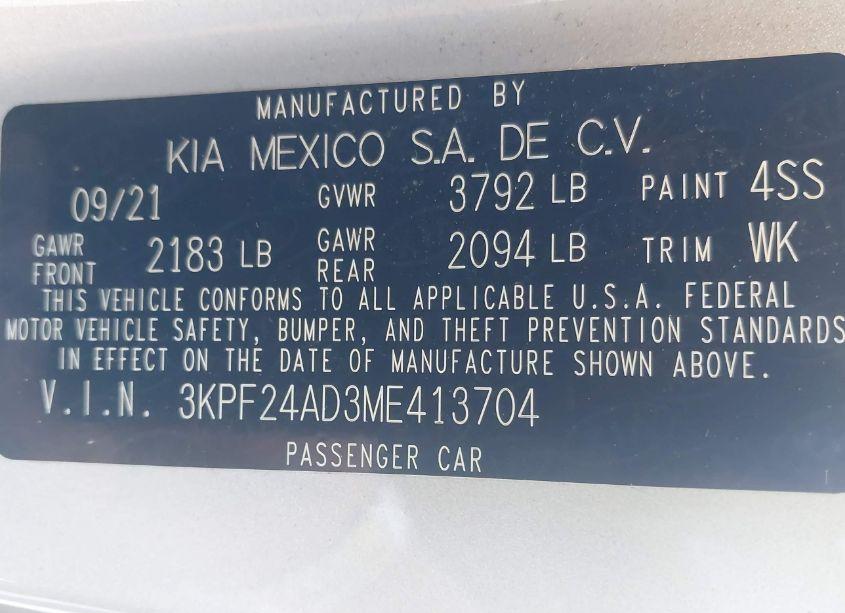 MANUFACTURED BY
KIA MEXICO S.A. DE C.V.
09/21 GVWR 3792 LB PAINT 4SS
GAWR FRONT 2183 LB GAWR REAR 2094 LB TRIM WK
THIS VEHICLE CONFORMS TO ALL APPLICABLE U.S.A. FEDERAL
MOTOR VEHICLE SAFETY, BUMPER, AND THEFT PREVENTION STANDARDS
IN EFFECT ON THE DATE OF MANUFACTURE SHOWN ABOVE.
V.I.N. 3KPF24AD3ME413704
PASSENGER CAR